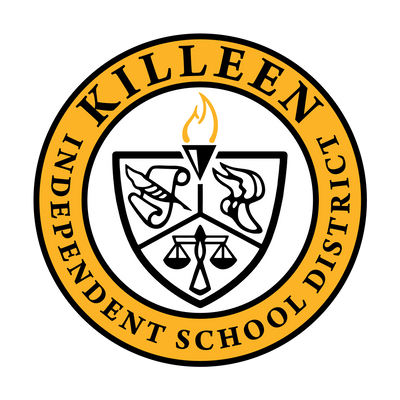 KILLEEN
INDEPENDENT SCHOOL DISTRICT